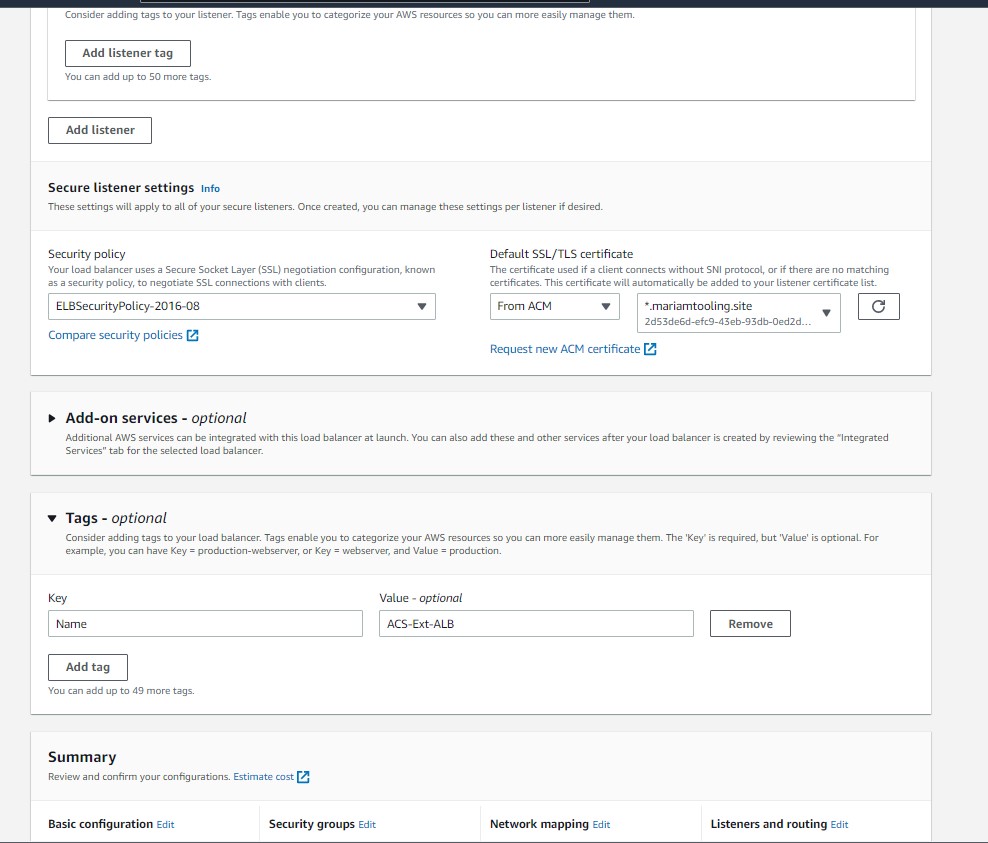 Consider adding tags to your listener. Tags enable you to categorize your AWS resources so you can more easily manage them.
Add listener tag
You can add up to 50 more tags.
Add listener
Secure listener settings Info
These settings will apply to all of your secure listeners. Once created, you can manage these settings per listener if desired.
Security policy
Your load balancer uses a Secure Socket Layer (SSL) negotiation configuration, known
as a security policy, to negotiate SSL connections with clients.
ELBSecurityPolicy-2016-08
Compare security policies
Default SSL/TLS certificate
The certificate used if a client connects without SNI protocol, or if there are no matching
certificates. This certificate will automatically be added to your listener certificate list.
From ACM
*.mariamtooling.site
2d53de6d-efc9-43eb-93db-0ed2d...
Request new ACM certificate
Add-on services - optional
Additional AWS services can be integrated with this load balancer at launch. You can also add these and other services after your load balancer is created by reviewing the “Integrated
Services” tab for the selected load balancer.
Tags - optional
Consider adding tags to your load balancer. Tags enable you to categorize your AWS resources so you can more easily manage them. The 'Key' is required, but 'Value' is optional. For
example, you can have Key = production-webserver, or Key = webserver, and Value = production.
Key
Value - optional
Name
ACS-Ext-ALB
Remove
Add tag
You can add up to 49 more tags.
Summary
Review and confirm your configurations. Estimate cost
Basic configuration Edit
Security groups Edit
Network mapping Edit
Listeners and routing Edit